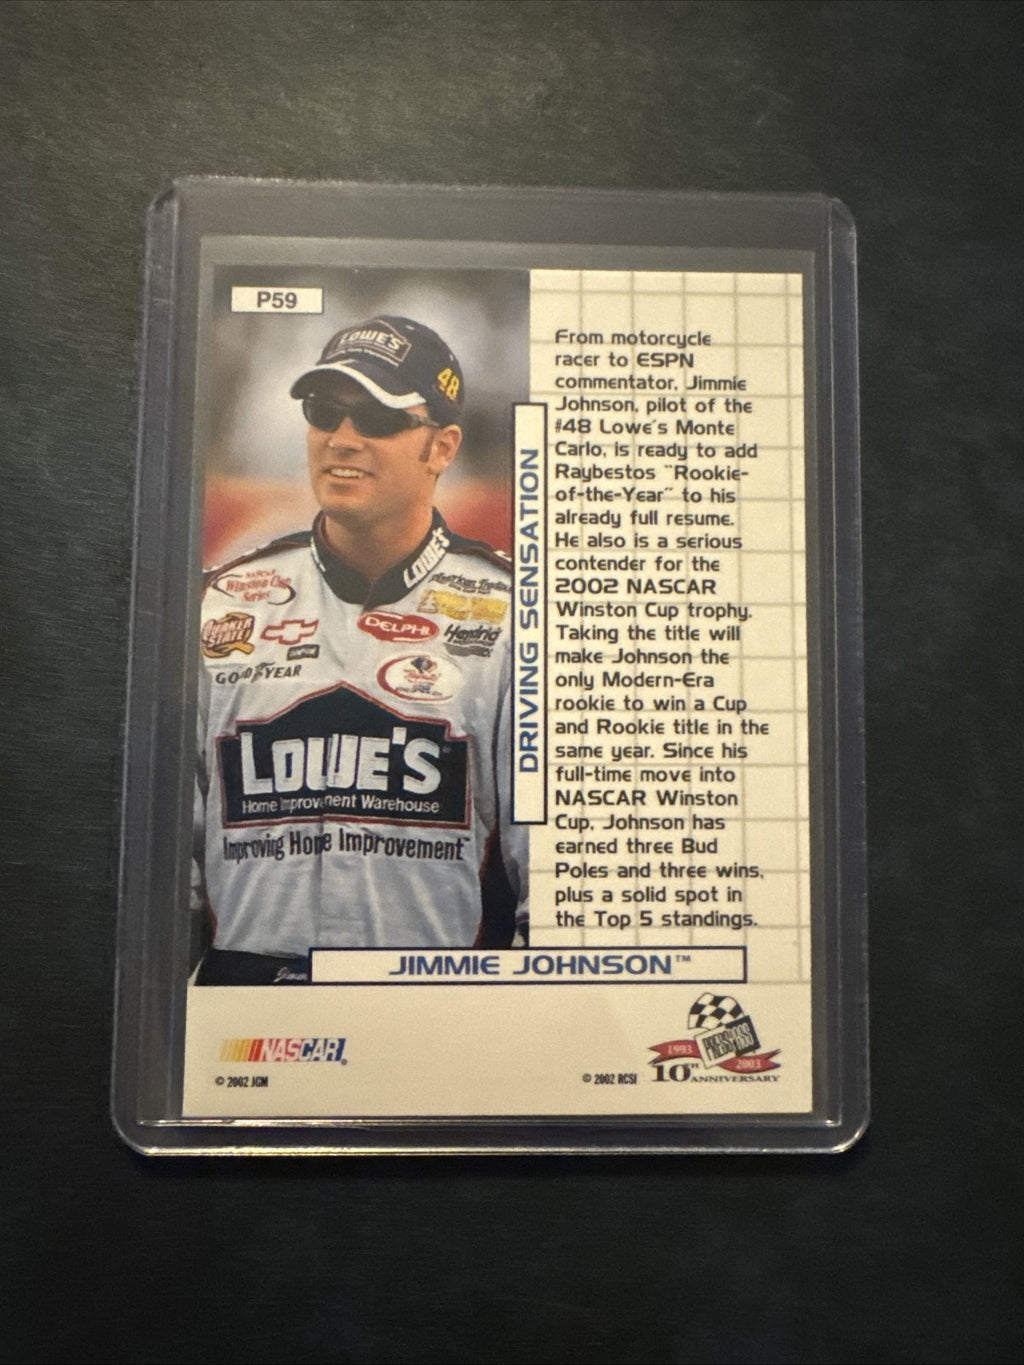 P59
LOWE'S
48
LOWE'S
Winston Cup
Series
DELPHI
GOODYEAR
LOWE'S
Home Improvement Warehouse
Improving Home Improvement
DRIVING SENSATION
From motorcycle
racer to ESPN
commentator, Jimmie
Johnson, pilot of the
#48 Lowe's Monte
Carlo, is ready to add
Raybestos "Rookie-
of-the-Year" to his
already full resume.
He also is a serious
contender for the
2002 NASCAR
Winston Cup trophy.
Taking the title will
make Johnson the
only Modern-Era
rookie to win a Cup
and Rookie title in the
same year. Since his
full-time move into
NASCAR Winston
Cup, Johnson has
earned three Bud
Poles and three wins,
plus a solid spot in
the Top 5 standings.
JIMMIE JOHNSON™
NASCAR®
© 2002 JGM
© 2002 RCSI
PRESS PASS
1993
2003
10TH
ANNIVERSARY